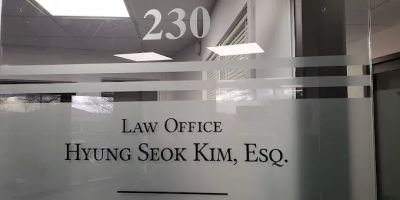 230
LAW OFFICE
HYUNG SEOK KIM, ESQ.